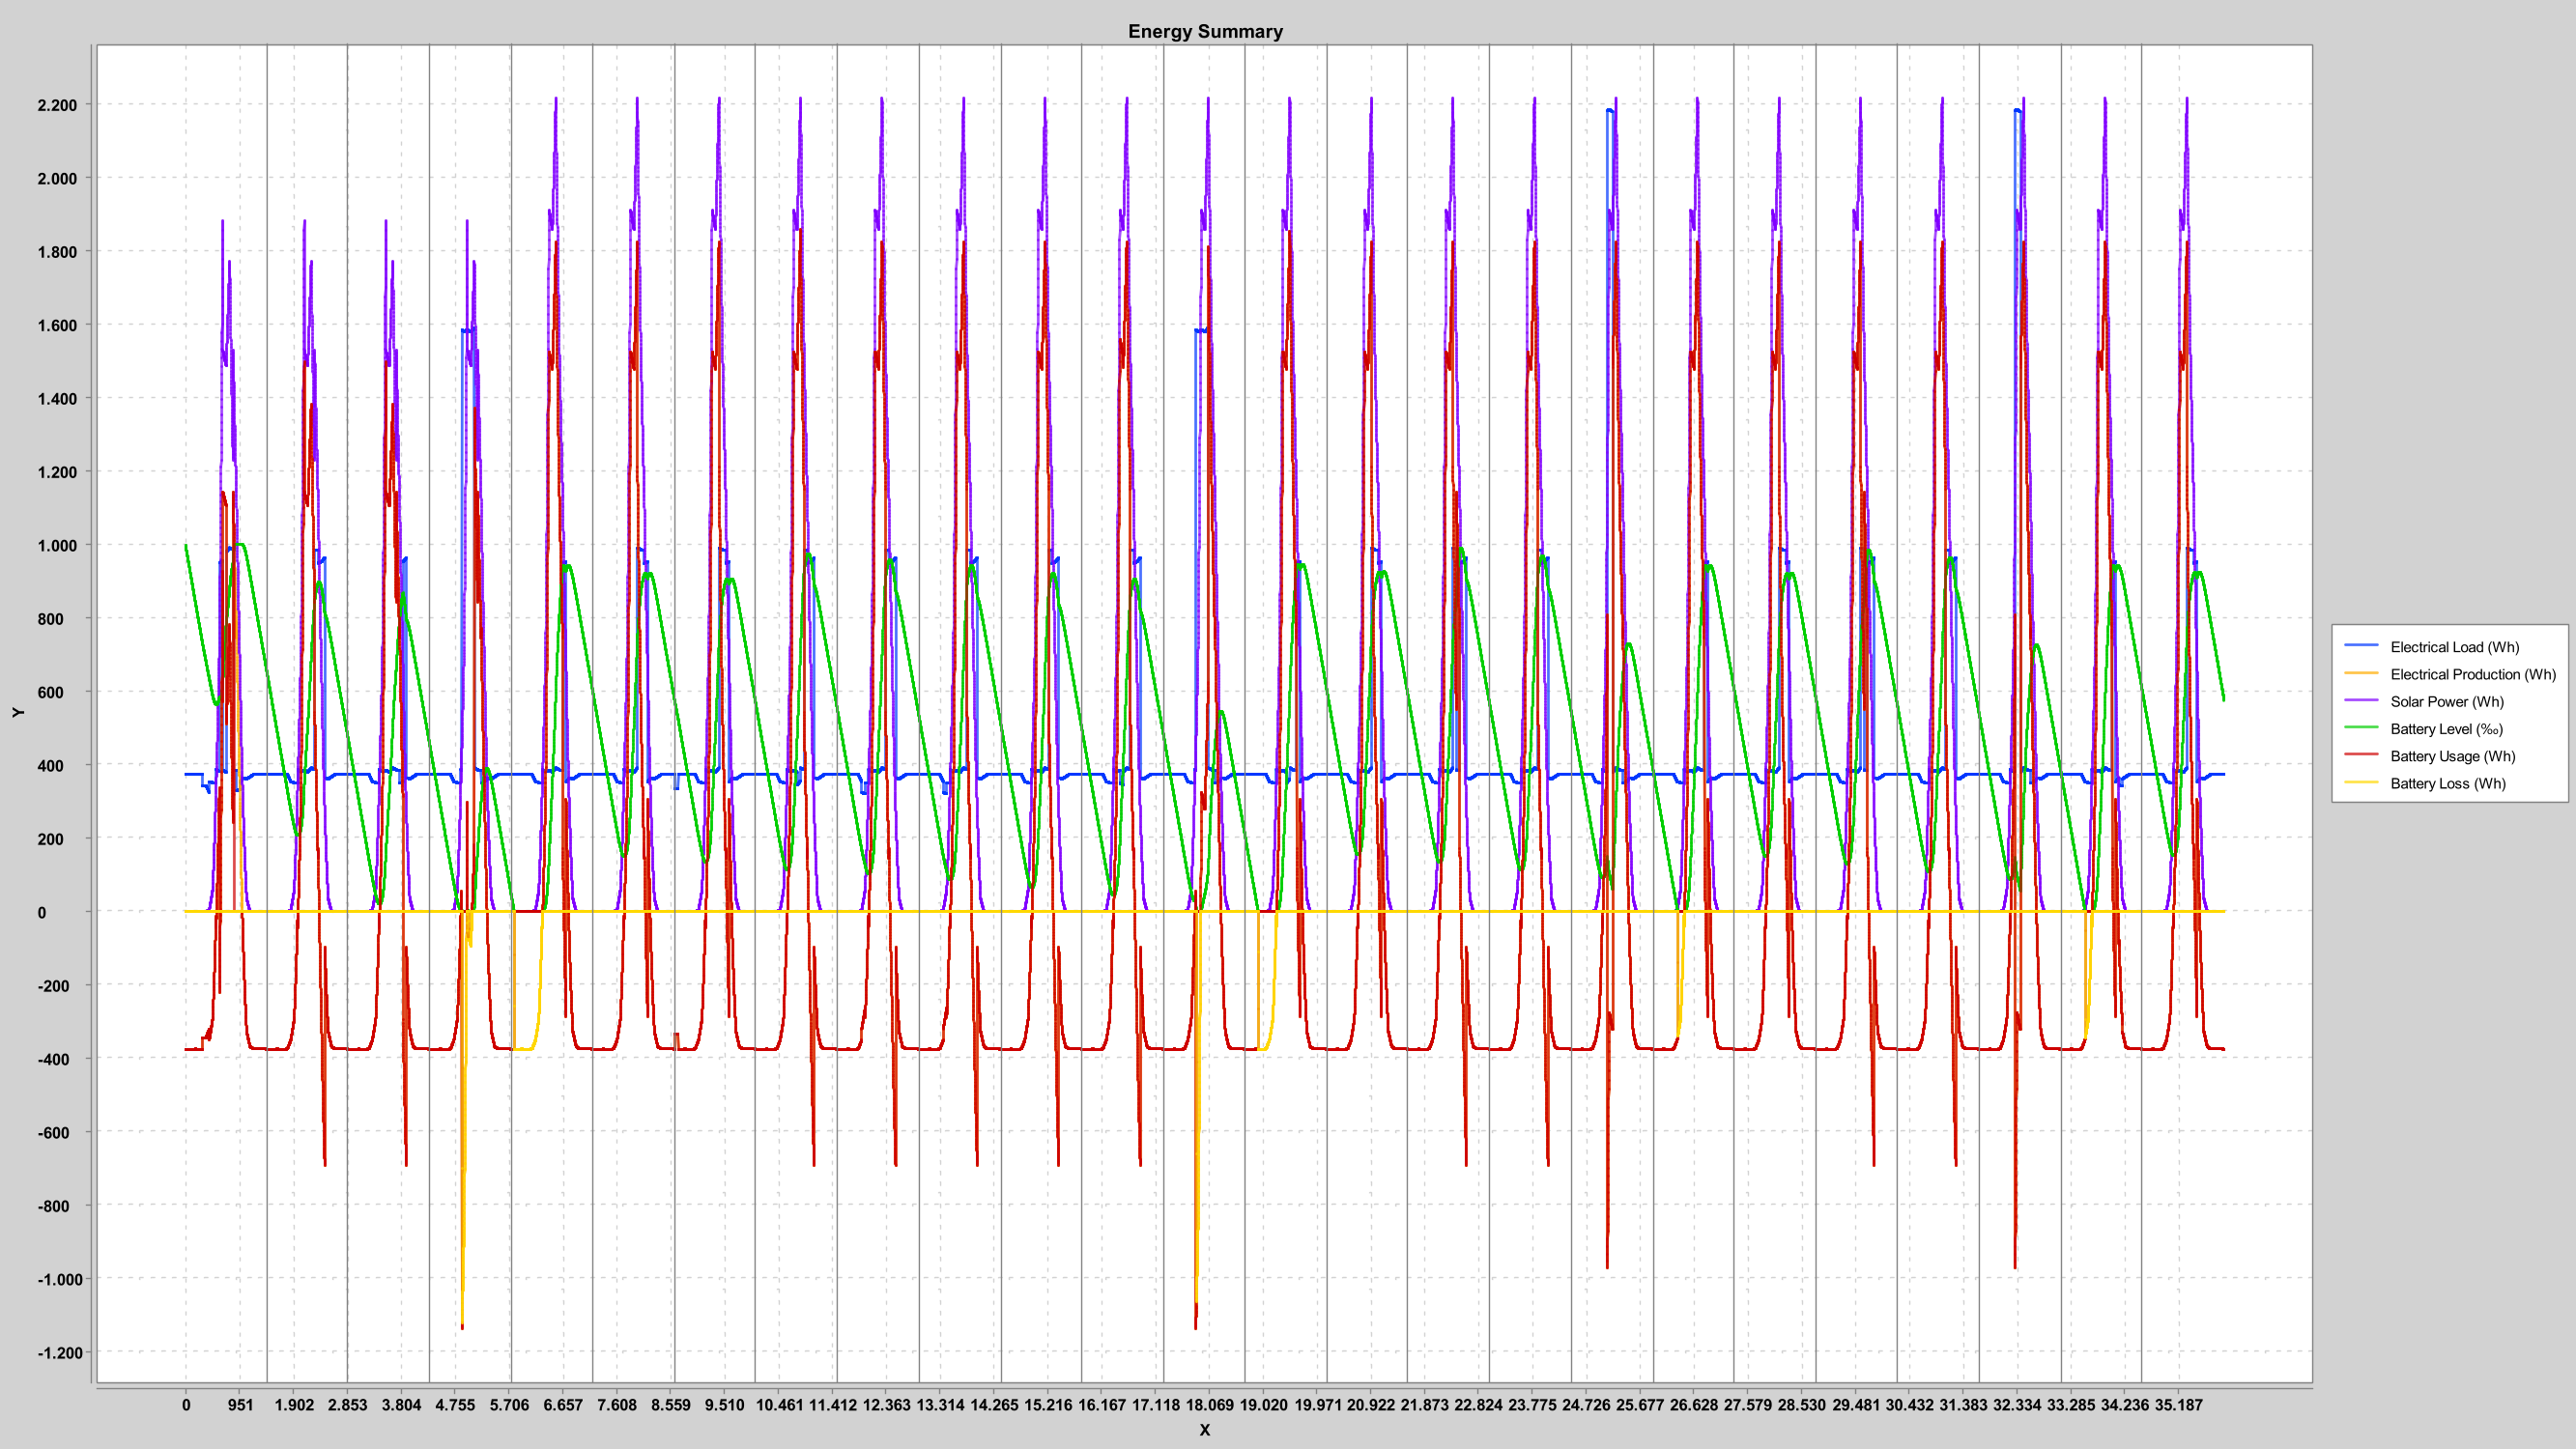 Energy Summary
2.200
2.000
1.800
1.600
1.400
1.200
1.000
800
600
400
200
0
-200
-400
-600
-800
-1.000
-1.200
Y
Electrical Load (Wh)
Electrical Production (Wh)
Solar Power (Wh)
Battery Level (‰)
Battery Usage (Wh)
Battery Loss (Wh)
0 951 1.902 2.853 3.804 4.755 5.706 6.657 7.608 8.559 9.510 10.461 11.412 12.363 13.314 14.265 15.216 16.167 17.118 18.069 19.020 19.971 20.922 21.873 22.824 23.775 24.726 25.677 26.628 27.579 28.530 29.481 30.432 31.383 32.334 33.285 34.236 35.187
X